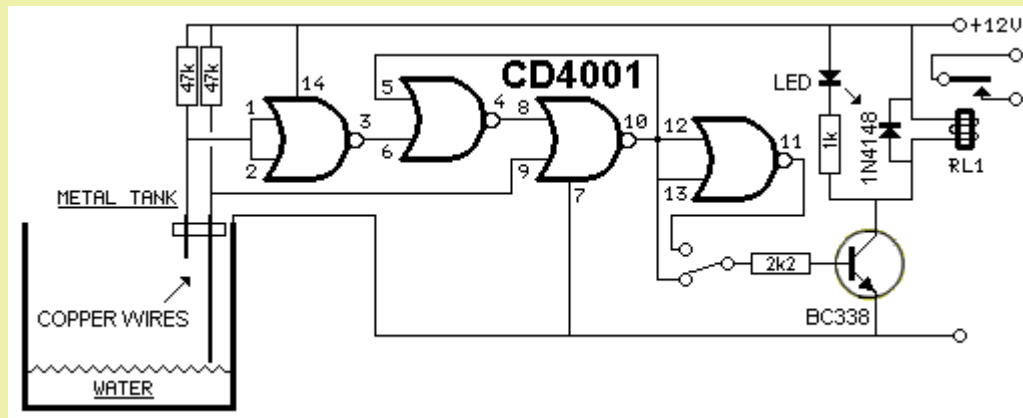 +12V
47k 47k
14
CD4001
5
4
LED
1
3
8
10
12
11
1k
1N4148
2
6
9
13
RL1
7
METAL TANK
2k2
COPPER WIRES
BC338
WATER